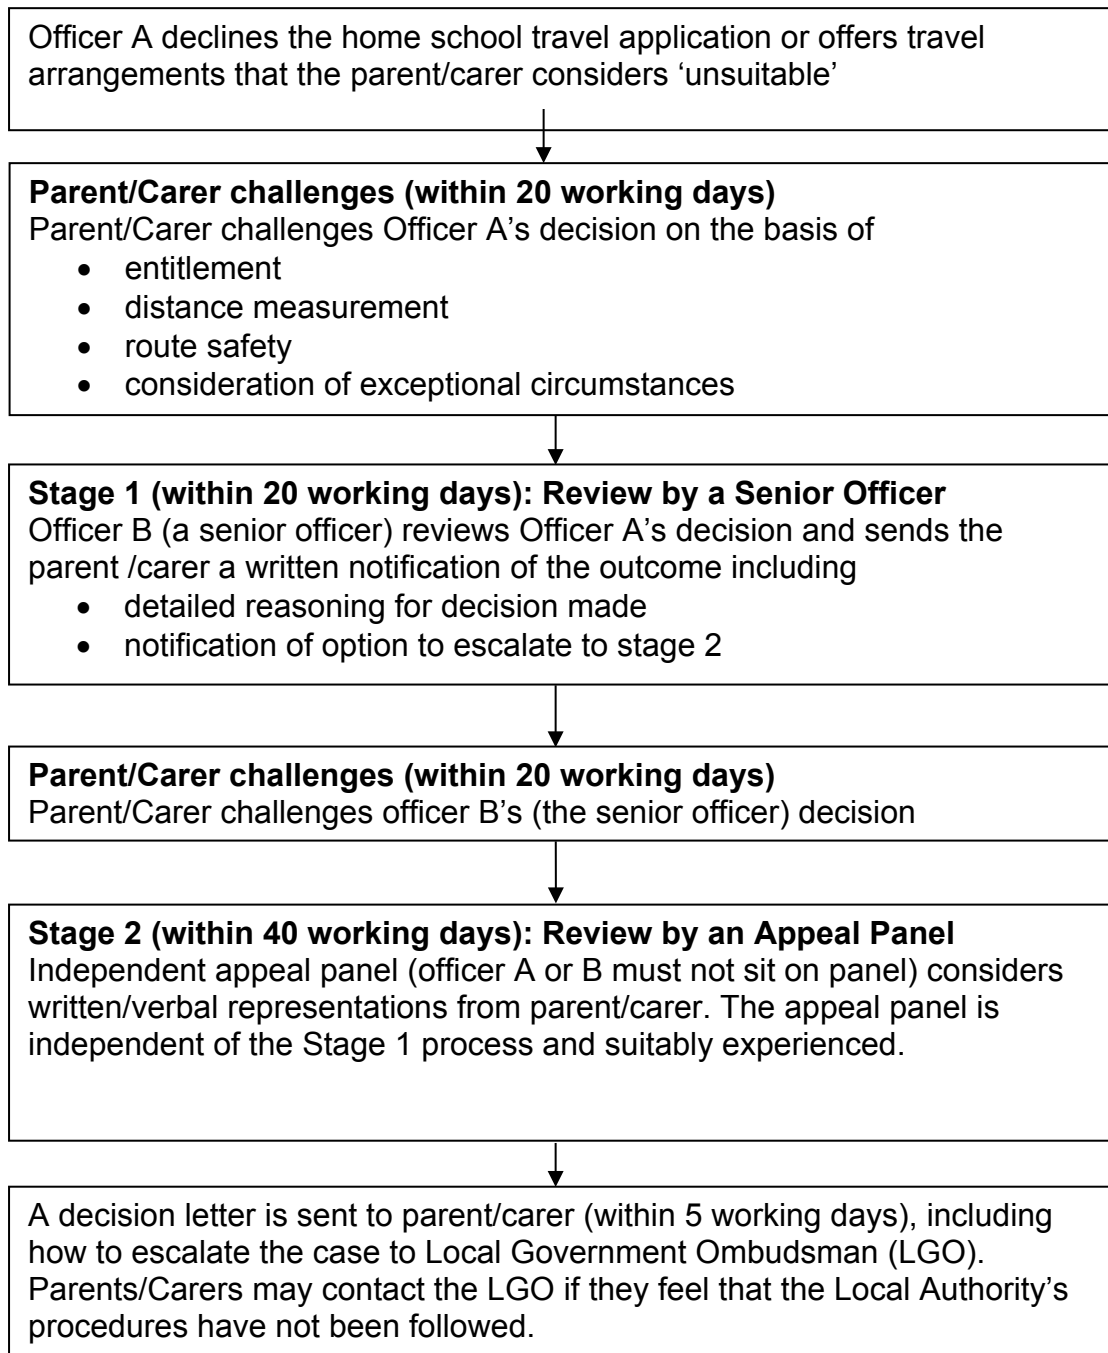 Officer A declines the home school travel application or offers travel
arrangements that the parent/carer considers ‘unsuitable’
Parent/Carer challenges (within 20 working days)
Parent/Carer challenges Officer A’s decision on the basis of
• entitlement
• distance measurement
• route safety
• consideration of exceptional circumstances
Stage 1 (within 20 working days): Review by a Senior Officer
Officer B (a senior officer) reviews Officer A’s decision and sends the
parent /carer a written notification of the outcome including
• detailed reasoning for decision made
• notification of option to escalate to stage 2
Parent/Carer challenges (within 20 working days)
Parent/Carer challenges officer B’s (the senior officer) decision
Stage 2 (within 40 working days): Review by an Appeal Panel
Independent appeal panel (officer A or B must not sit on panel) considers
written/verbal representations from parent/carer. The appeal panel is
independent of the Stage 1 process and suitably experienced.
A decision letter is sent to parent/carer (within 5 working days), including
how to escalate the case to Local Government Ombudsman (LGO).
Parents/Carers may contact the LGO if they feel that the Local Authority’s
procedures have not been followed.